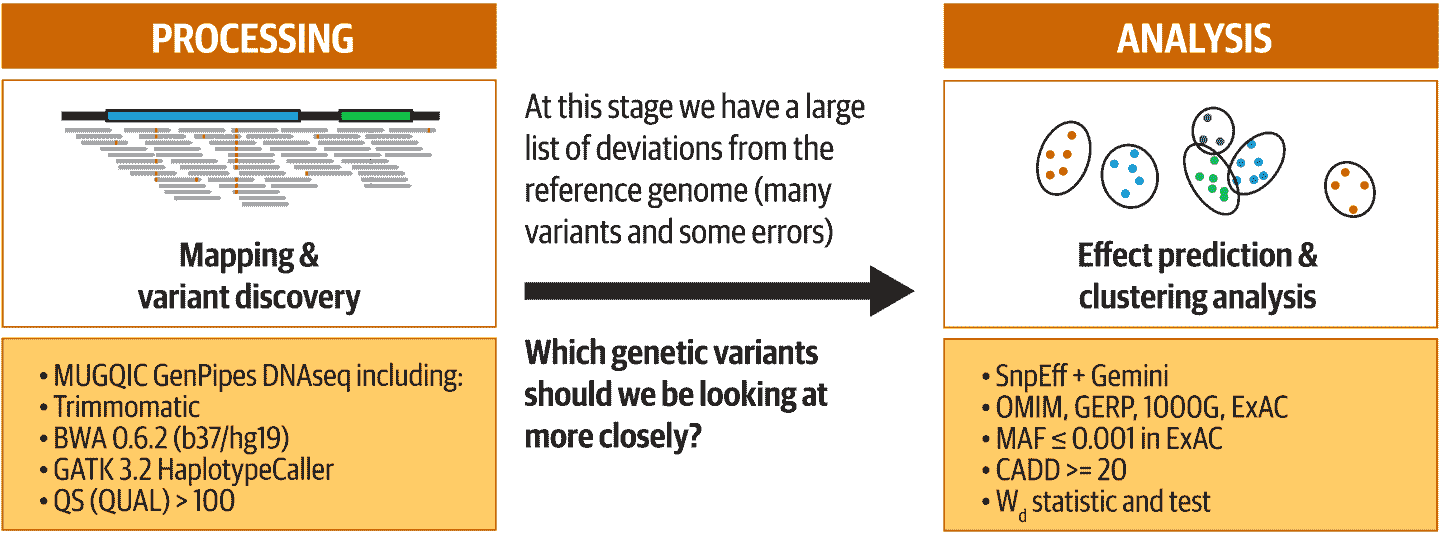 PROCESSING
Mapping &
variant discovery
• MUGQIC GenPipes DNAseq including:
• Trimmomatic
• BWA 0.6.2 (b37/hg19)
• GATK 3.2 HaplotypeCaller
• QS (QUAL) > 100
At this stage we have a large
list of deviations from the
reference genome (many
variants and some errors)
Which genetic variants
should we be looking at
more closely?
ANALYSIS
Effect prediction &
clustering analysis
• SnpEff + Gemini
• OMIM, GERP, 1000G, ExAC
• MAF ≤ 0.001 in ExAC
• CADD >= 20
• Wd statistic and test